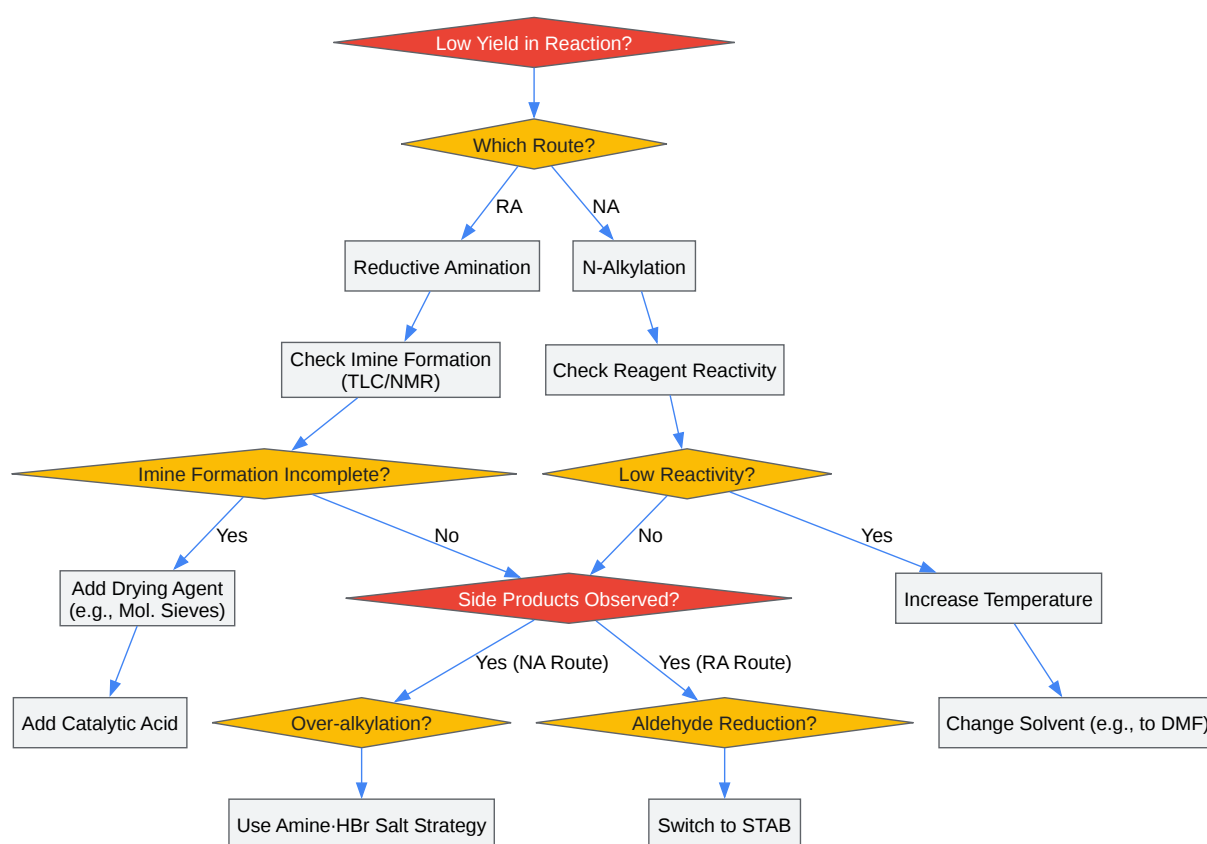 Low Yield in Reaction?
Which Route?
RA
NA
Reductive Amination
N-Alkylation
Check Imine Formation
(TLC/NMR)
Check Reagent Reactivity
Imine Formation Incomplete?
Low Reactivity?
Yes
No
No
Yes
Add Drying Agent
(e.g., Mol. Sieves)
Side Products Observed?
Increase Temperature
Yes (NA Route)
Yes (RA Route)
Add Catalytic Acid
Over-alkylation?
Aldehyde Reduction?
Change Solvent (e.g., to DMF)
Use Amine·HBr Salt Strategy
Switch to STAB